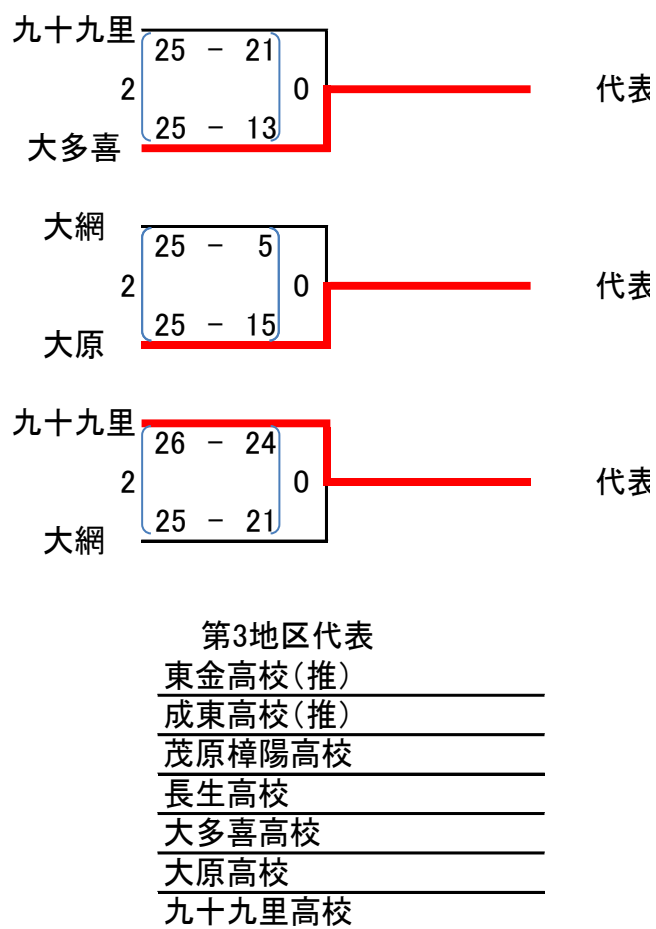 九十九里
25 － 21
2 0 代表
25 － 13
大多喜
大網
25 － 5
2 0 代表
25 － 15
大原
九十九里
26 － 24
2 0 代表
25 － 21
大網
第3地区代表
東金高校（推）
成東高校（推）
茂原樟陽高校
長生高校
大多喜高校
大原高校
九十九里高校